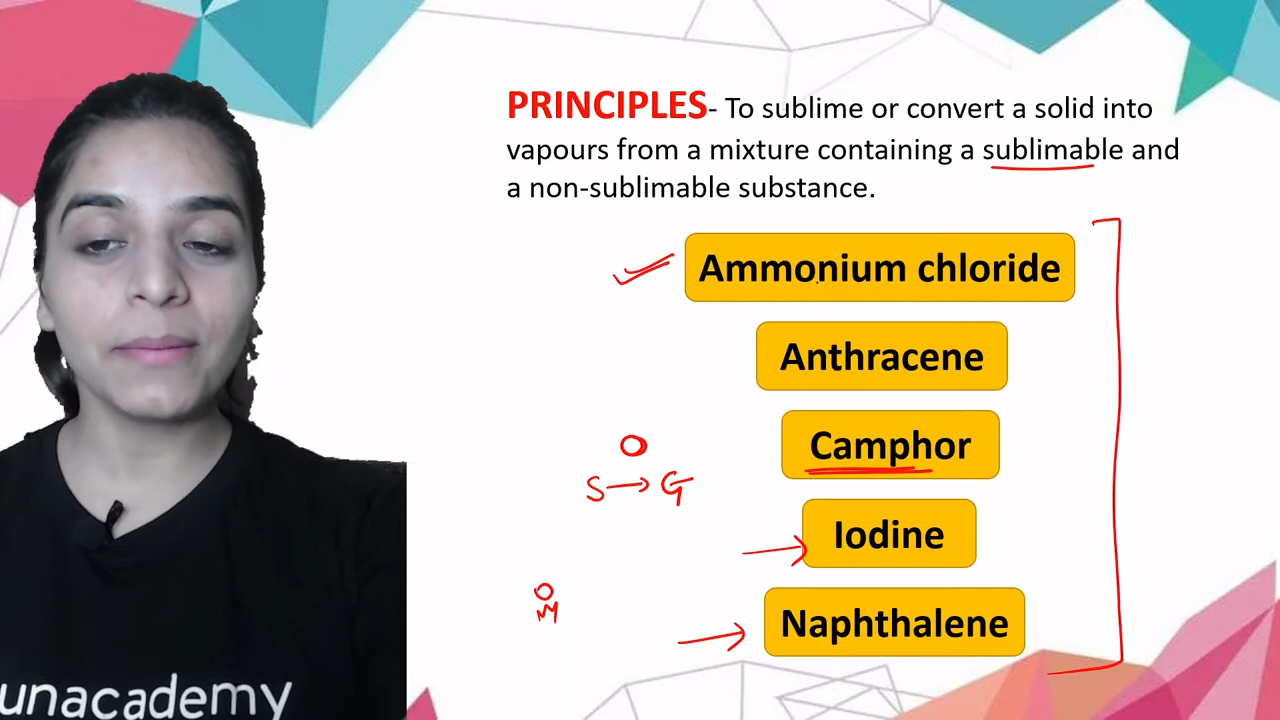 PRINCIPLES- To sublime or convert a solid into
vapours from a mixture containing a sublimable and
a non-sublimable substance.
Ammonium chloride
Anthracene
Camphor
S → G
Iodine
Naphthalene
unacademy